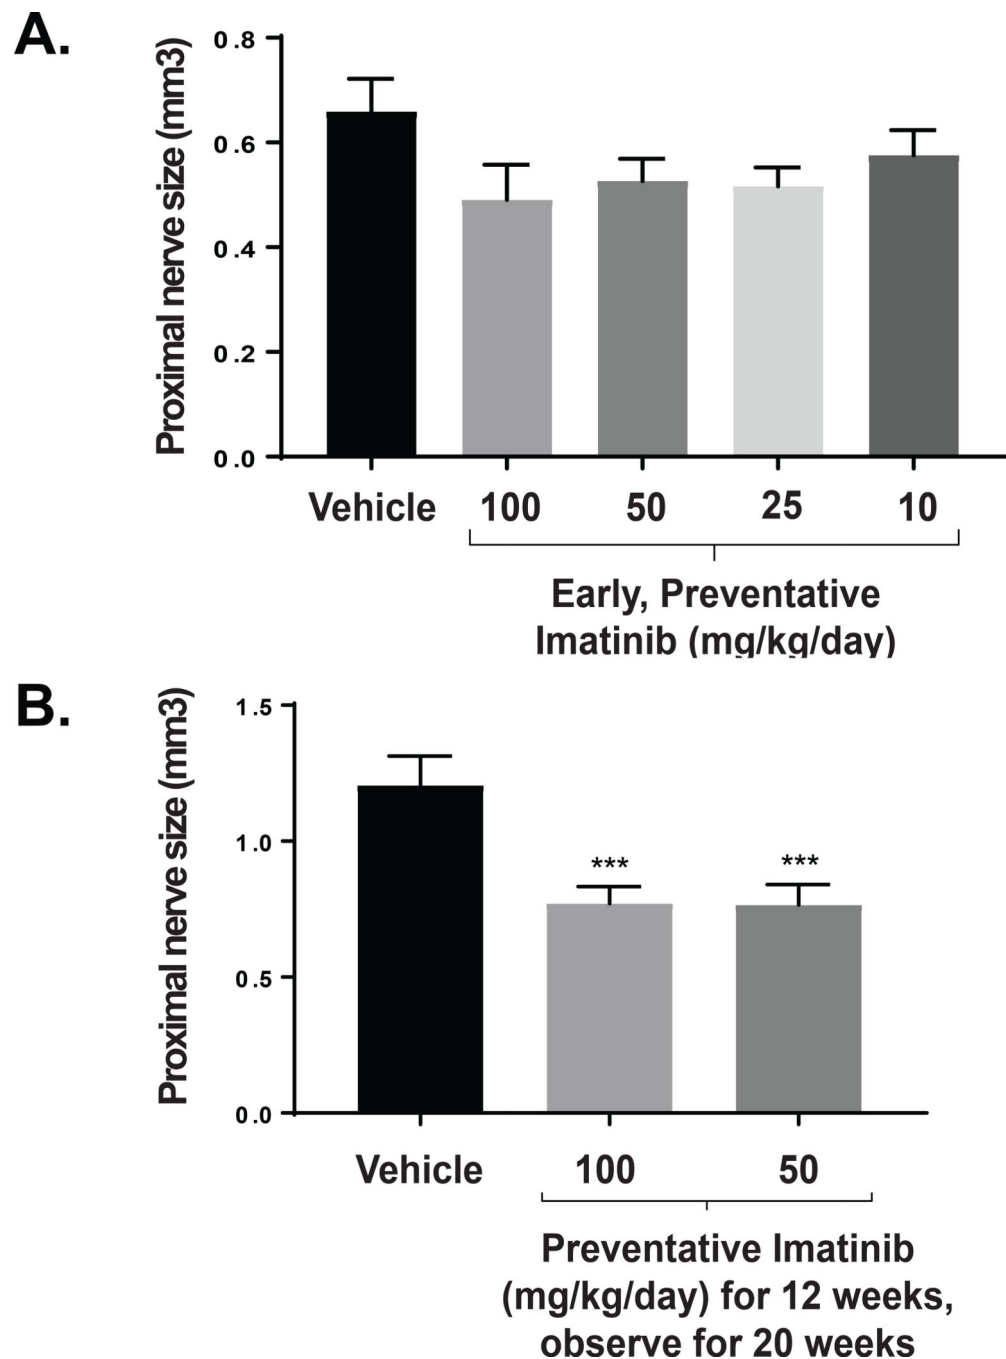 A.
Proximal nerve size (mm3)
0.8
0.6
0.4
0.2
0.0
Vehicle 100 50 25 10
Early, Preventative
Imatinib (mg/kg/day)
B.
Proximal nerve size (mm3)
1.5
1.0
0.5
0.0
*** ***
Vehicle 100 50
Preventative Imatinib
(mg/kg/day) for 12 weeks,
observe for 20 weeks